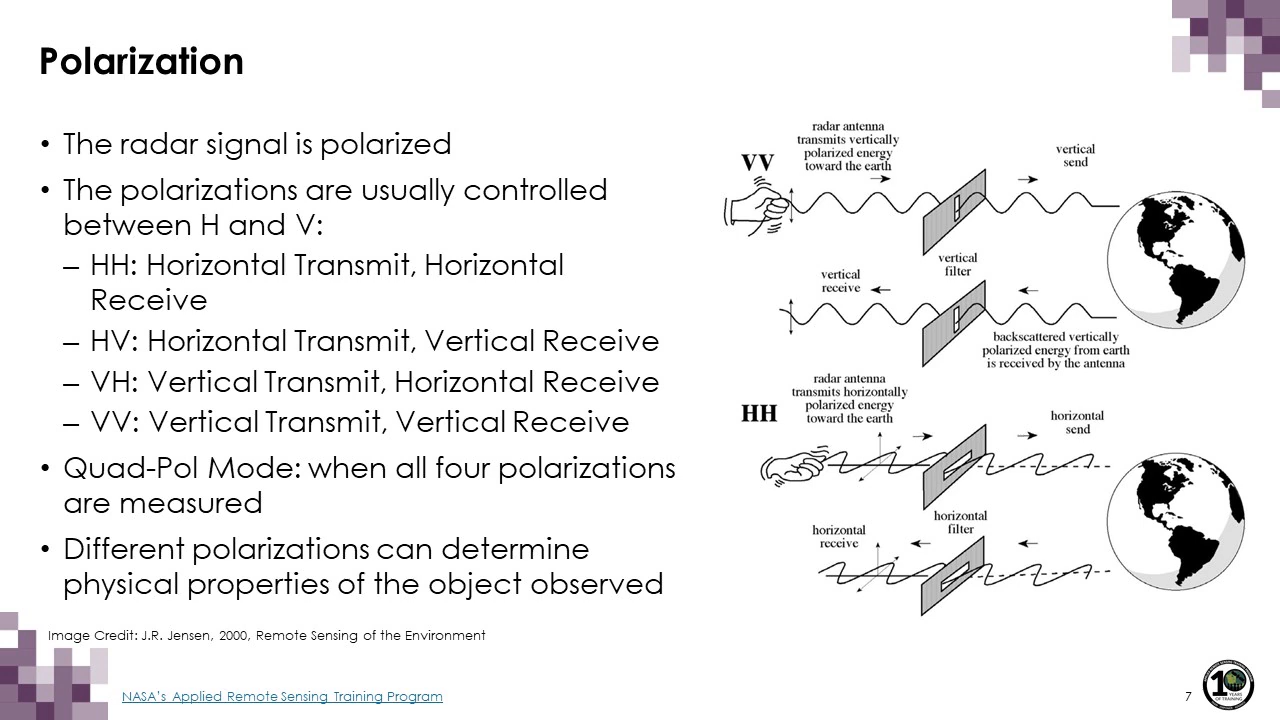 Polarization
• The radar signal is polarized
• The polarizations are usually controlled
between H and V:
– HH: Horizontal Transmit, Horizontal
Receive
– HV: Horizontal Transmit, Vertical Receive
– VH: Vertical Transmit, Horizontal Receive
– VV: Vertical Transmit, Vertical Receive
• Quad-Pol Mode: when all four polarizations
are measured
• Different polarizations can determine
physical properties of the object observed
Image Credit: J.R. Jensen, 2000, Remote Sensing of the Environment
VV
radar antenna
transmits vertically
polarized energy
toward the earth
vertical
send
vertical
receive
vertical
filter
backscattered vertically
polarized energy from earth
is received by the antenna
HH
radar antenna
transmits horizontally
polarized energy
toward the earth
horizontal
send
horizontal
receive
horizontal
filter
NASA's Applied Remote Sensing Training Program
7
10
YEARS
OF TRAINING